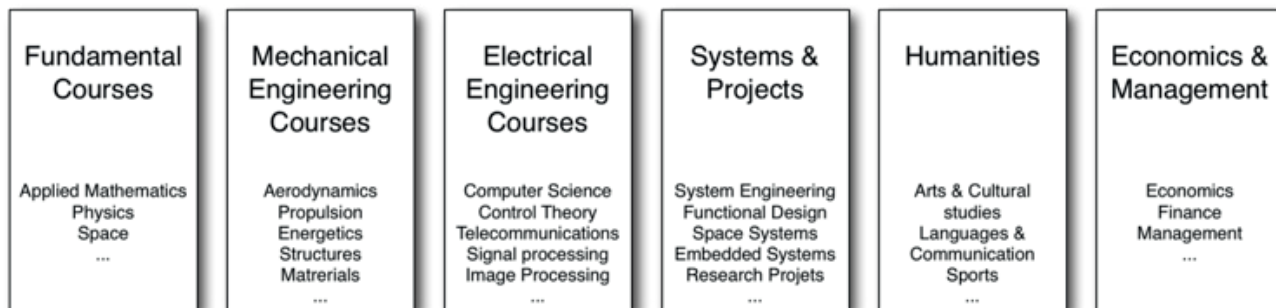 Fundamental
Courses
Applied Mathematics
Physics
Space
...
Mechanical
Engineering
Courses
Aerodynamics
Propulsion
Energetics
Structures
Matrerials
...
Electrical
Engineering
Courses
Computer Science
Control Theory
Telecommunications
Signal processing
Image Processing
...
Systems &
Projects
System Engineering
Functional Design
Space Systems
Embedded Systems
Research Projets
...
Humanities
Arts & Cultural
studies
Languages &
Communication
Sports
...
Economics &
Management
Economics
Finance
Management
...